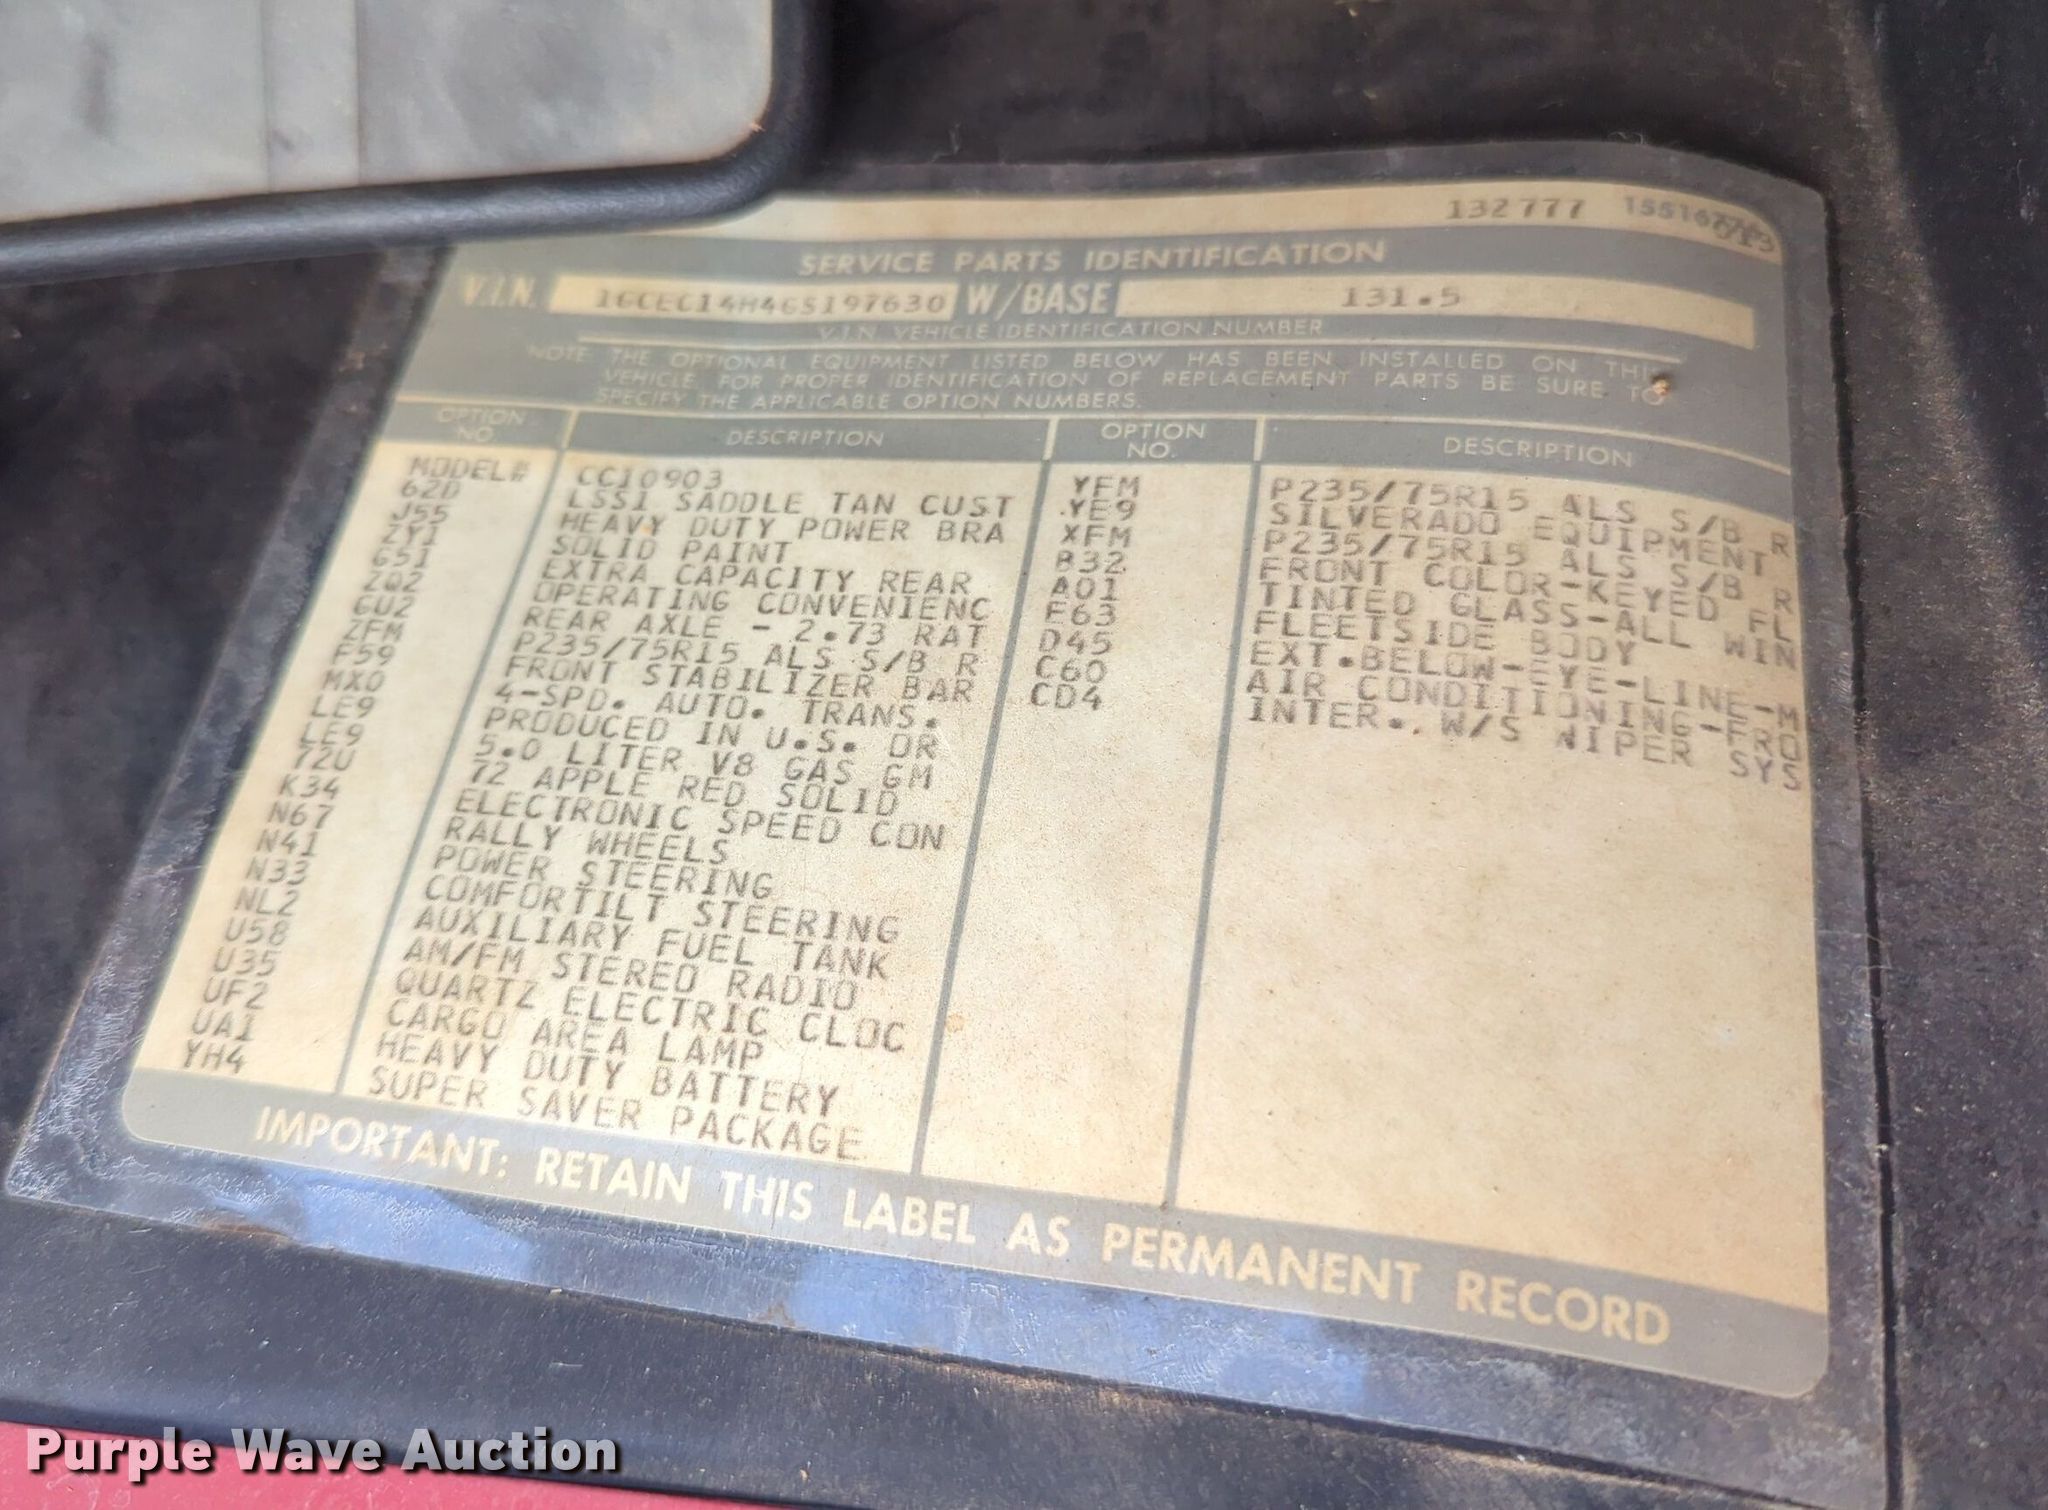 132777
SERVICE PARTS IDENTIFICATION
V.I.N. 1GCEC14H4GS197630 W/BASE 131.5
V.I.N. VEHICLE IDENTIFICATION NUMBER
NOTE: THE OPTIONAL EQUIPMENT LISTED BELOW HAS BEEN INSTALLED ON THIS
VEHICLE. FOR PROPER IDENTIFICATION OF REPLACEMENT PARTS BE SURE TO
SPECIFY THE APPLICABLE OPTION NUMBERS.
OPTION NO. DESCRIPTION OPTION NO. DESCRIPTION
MODEL# CC10903
62D LSS1 SADDLE TAN CUST
J55 HEAVY DUTY POWER BRA
ZY1 SOLID PAINT
G51 EXTRA CAPACITY REAR
ZQ2 OPERATING CONVENIENC
GU2 REAR AXLE - 2.73 RAT
ZFM P235/75R15 ALS S/B R
F59 FRONT STABILIZER BAR
MX0 4-SPD. AUTO. TRANS.
LE9 PRODUCED IN U.S. OR
LE9 5.0 LITER V8 GAS GM
72U 72 APPLE RED SOLID
K34 ELECTRONIC SPEED CON
N67 RALLY WHEELS
N41 POWER STEERING
N33 COMFORTILT STEERING
NL2 AUXILIARY FUEL TANK
U58 AM/FM STEREO RADIO
U35 QUARTZ ELECTRIC CLOC
UF2 CARGO AREA LAMP
UA1 HEAVY DUTY BATTERY
YH4 SUPER SAVER PACKAGE
YFM P235/75R15 ALS S/B R
YE9 SILVERADO EQUIPMENT
XFM P235/75R15 ALS S/B R
B32 FRONT COLOR-KEYED FL
A01 TINTED GLASS-ALL WIN
E63 FLEETSIDE BODY
D45 EXT.BELOW-EYE-LINE-M
C60 AIR CONDITIONING-FRO
CD4 INTER. W/S WIPER SYS
IMPORTANT: RETAIN THIS LABEL AS PERMANENT RECORD
Purple Wave Auction